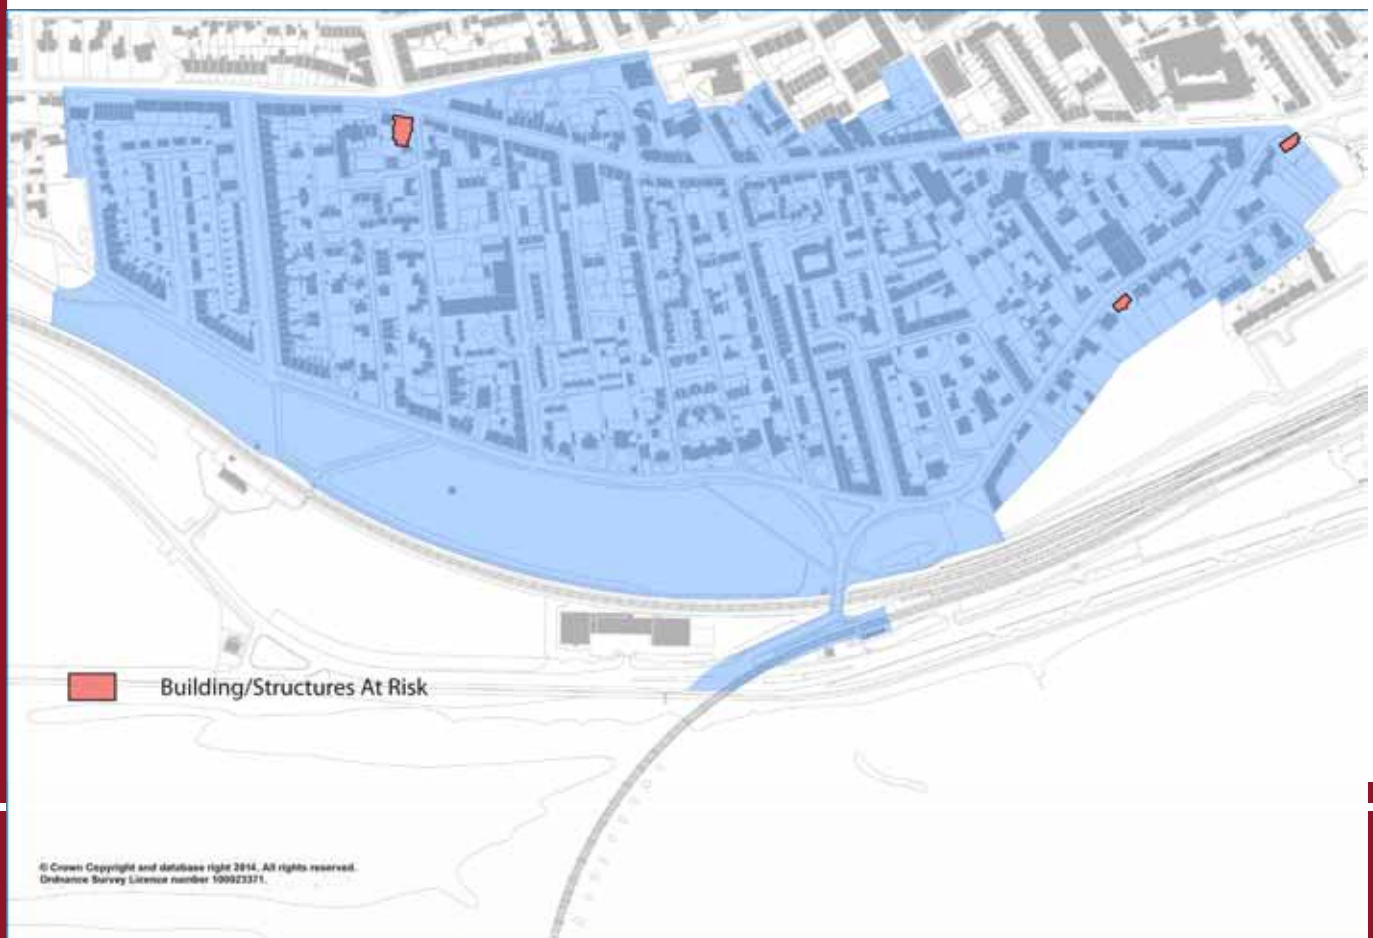 Building/Structures At Risk
© Crown Copyright and database right 2014. All rights reserved.
Ordnance Survey Licence number 100023371.